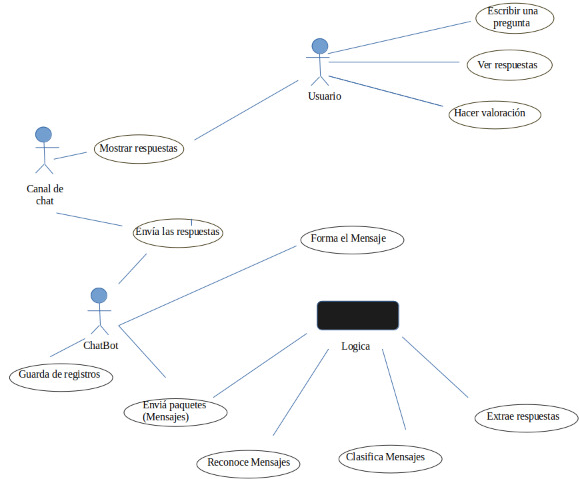 Escribir una
pregunta
Ver respuestas
Usuario
Hacer valoración
Mostrar respuestas
Canal de
chat
Envía las respuestas
Forma el Mensaje
ChatBot
Logica
Guarda de registros
Enviá paquetes
(Mensajes)
Extrae respuestas
Reconoce Mensajes
Clasifica Mensajes